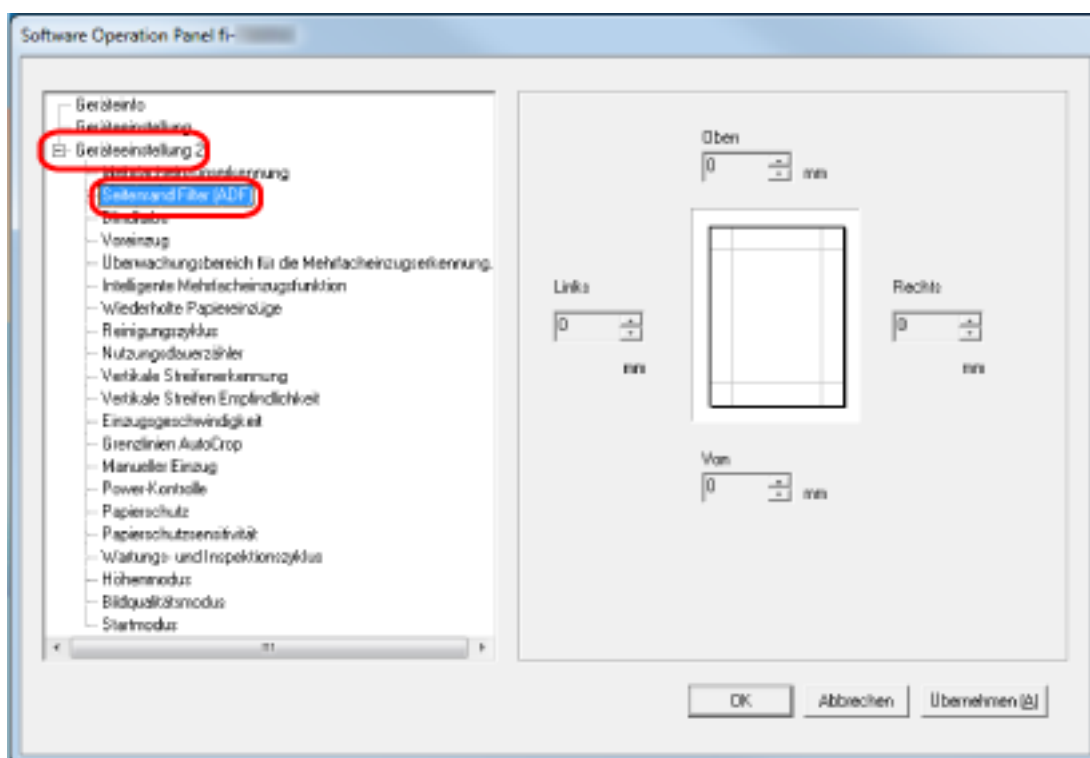 Software Operation Panel fi-
Geräteinfo
Geräteeinstellung
Geräteeinstellung 2
Seitenrand Filter (ADF)
Voreinzug
Überwachungsbereich für die Mehrfacheinzugserkennung.
Intelligente Mehrfacheinzugsfunktion
Wiederholte Papiereinzüge
Reinigungszyklus
Nutzungsdauerzähler
Vertikale Streifenerkennung
Vertikale Streifen Empfindlichkeit
Einzugsgeschwindigkeit
Grenzlinien AutoCrop
Manueller Einzug
Power-Kontrolle
Papierschutz
Papierschutzsensitivität
Wartungs- und Inspektionszyklus
Höhenmodus
Bildqualitätsmodus
Startmodus
Oben
0 mm
Links
0
mm
Rechts
0
mm
Von
0 mm
OK Abbrechen Übernehmen (A)